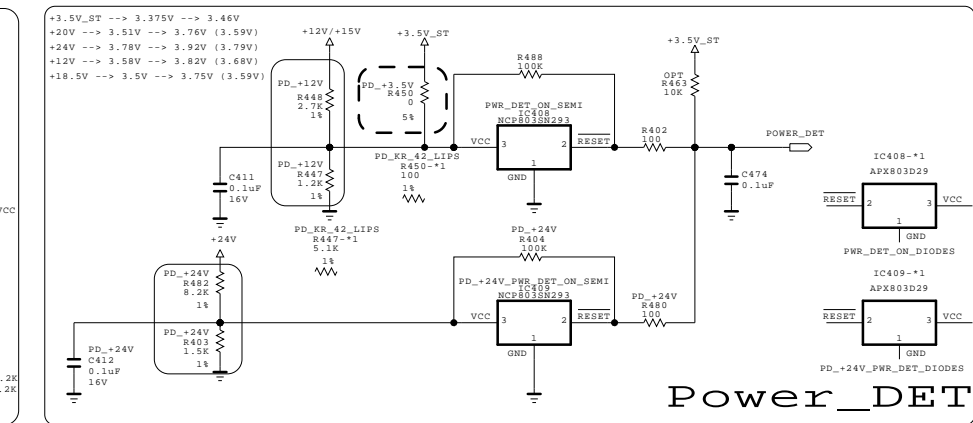 +3.5V_ST --> 3.375V --> 3.46V
+20V --> 3.51V --> 3.76V (3.59V)
+24V --> 3.78V --> 3.92V (3.79V)
+12V --> 3.58V --> 3.82V (3.68V)
+18.5V --> 3.5V --> 3.75V (3.59V)
+12V/+15V
+3.5V_ST
PD_+12V
R448
2.7K
1%
PD_+3.5V
R450
0
5%
R488
100K
PWR_DET_ON_SEMI
IC408
NCP803SN293
VCC
3
2
RESET
1
GND
+3.5V_ST
OPT
R463
10K
R402
100
POWER_DET
C474
0.1uF
PD_+12V
R447
1.2K
1%
C411
0.1uF
16V
PD_KR_42_LIPS
R450-*1
100
1%
PD_KR_42_LIPS
R447-*1
5.1K
1%
IC408-*1
APX803D29
RESET
2
3
VCC
1
GND
PWR_DET_ON_DIODES
+24V
PD_+24V
R482
8.2K
1%
PD_+24V
R403
1.5K
1%
PD_+24V
C412
0.1uF
16V
PD_+24V
R404
100K
PD_+24V_PWR_DET_ON_SEMI
IC409
NCP803SN293
VCC
3
2
RESET
1
GND
PD_+24V
R480
100
IC409-*1
APX803D29
RESET
2
3
VCC
1
GND
PD_+24V_PWR_DET_DIODES
Power_DET
VCC
.2K
.2K